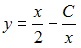 y = x/2 − C/x